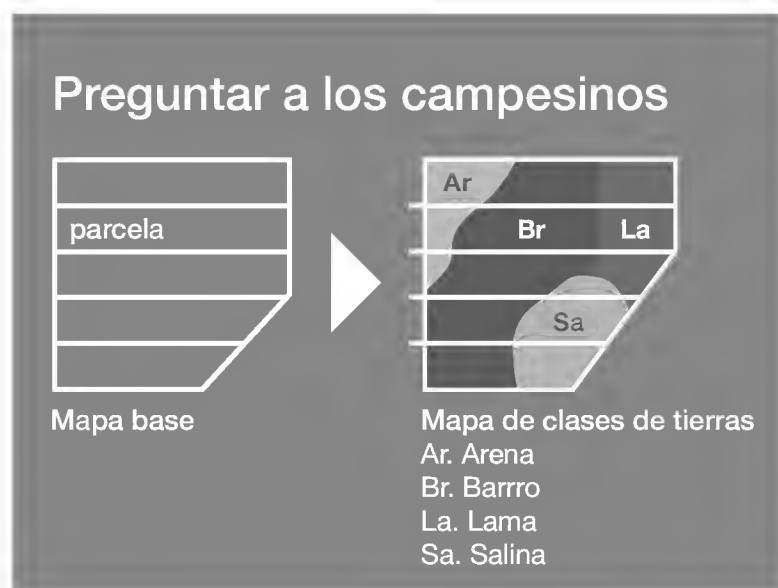 Preguntar a los campesinos
parcela
Mapa base
Ar
Br La
Sa
Mapa de clases de tierras
Ar. Arena
Br. Barrro
La. Lama
Sa. Salina